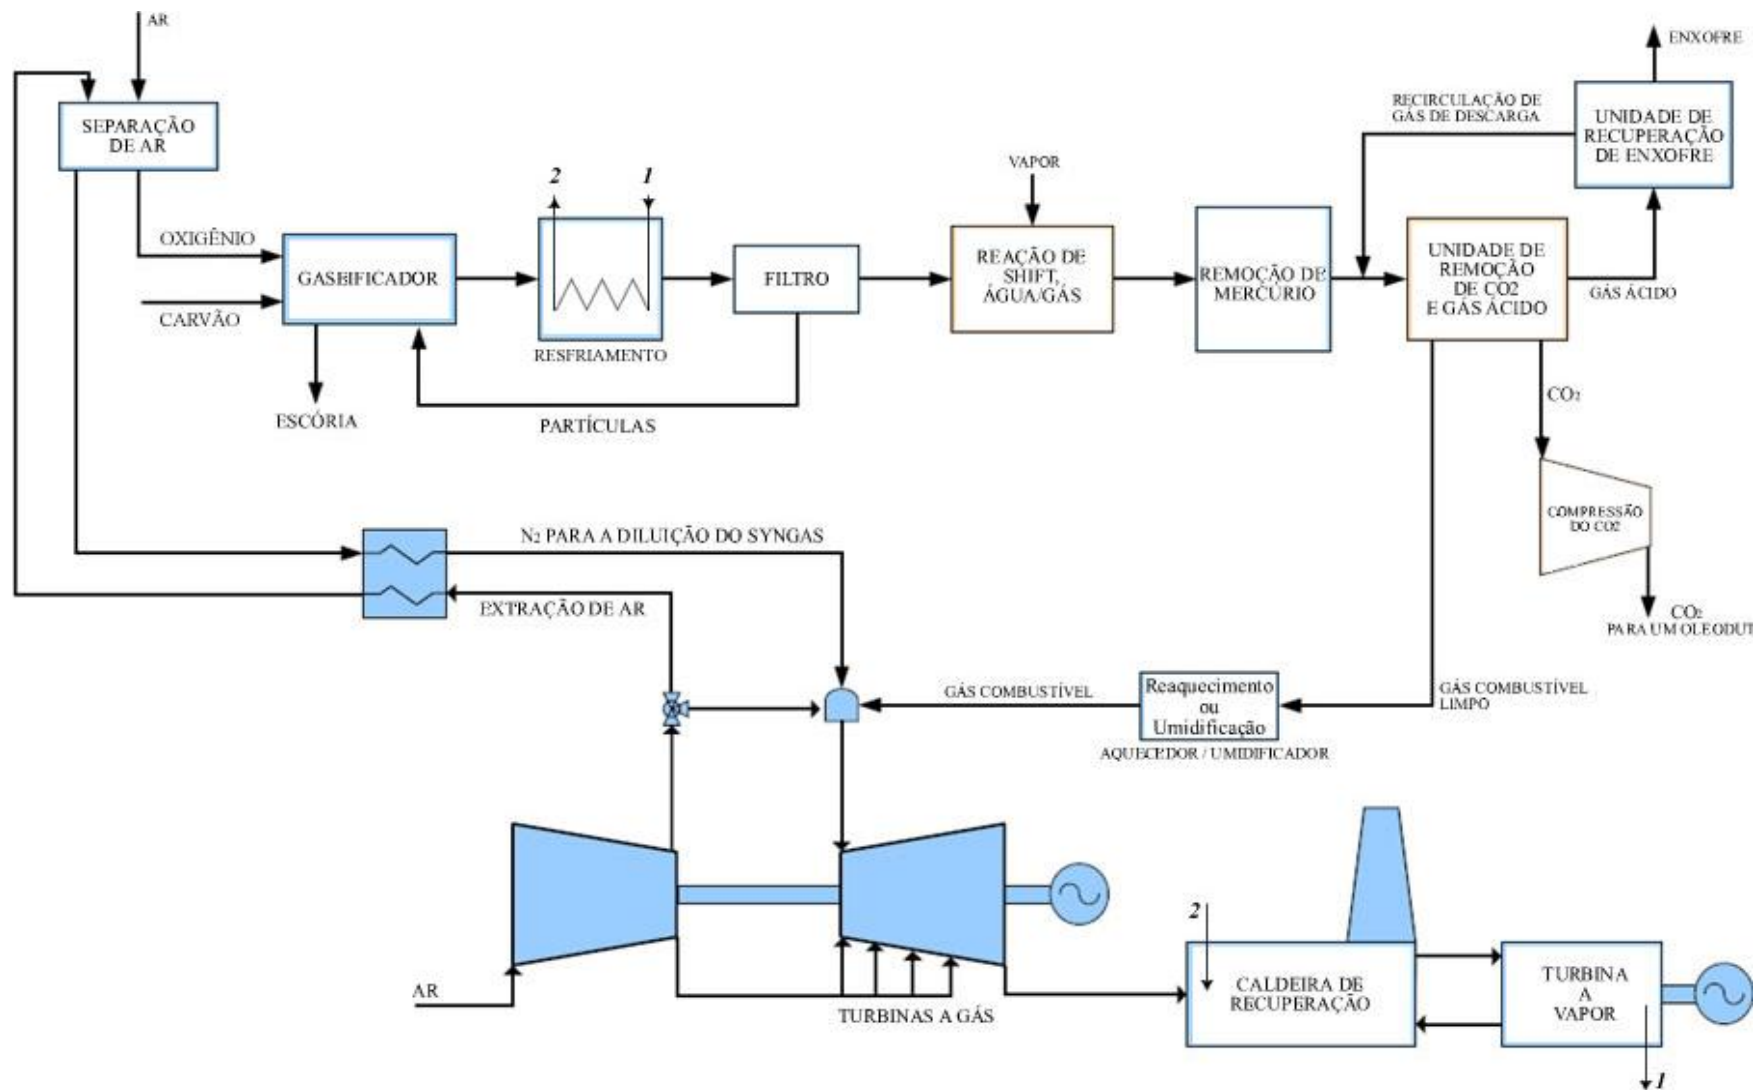 AR
ENXOFRE
SEPARAÇÃO
DE AR
RECIRCULAÇÃO DE
GÁS DE DESCARGA
UNIDADE DE
RECUPERAÇÃO
DE ENXOFRE
VAPOR
2
1
OXIGÊNIO
GASEIFICADOR
CARVÃO
RESFRIAMENTO
FILTRO
REAÇÃO DE
SHIFT,
ÁGUA/GÁS
REMOÇÃO DE
MERCÚRIO
UNIDADE DE
REMOÇÃO
DE CO2
E GÁS ÁCIDO
GÁS ÁCIDO
ESCÓRIA
PARTÍCULAS
CO2
COMPRESSÃO
DO CO2
CO2
PARA UM OLEODUT
N2 PARA A DILUIÇÃO DO SYNGAS
EXTRAÇÃO DE AR
GÁS COMBUSTÍVEL
Reaquecimento
ou
Umidificação
AQUECEDOR / UMIDIFICADOR
GÁS COMBUSTÍVEL
LIMPO
AR
TURBINAS A GÁS
2
CALDEIRA DE
RECUPERAÇÃO
TURBINA
A
VAPOR
1